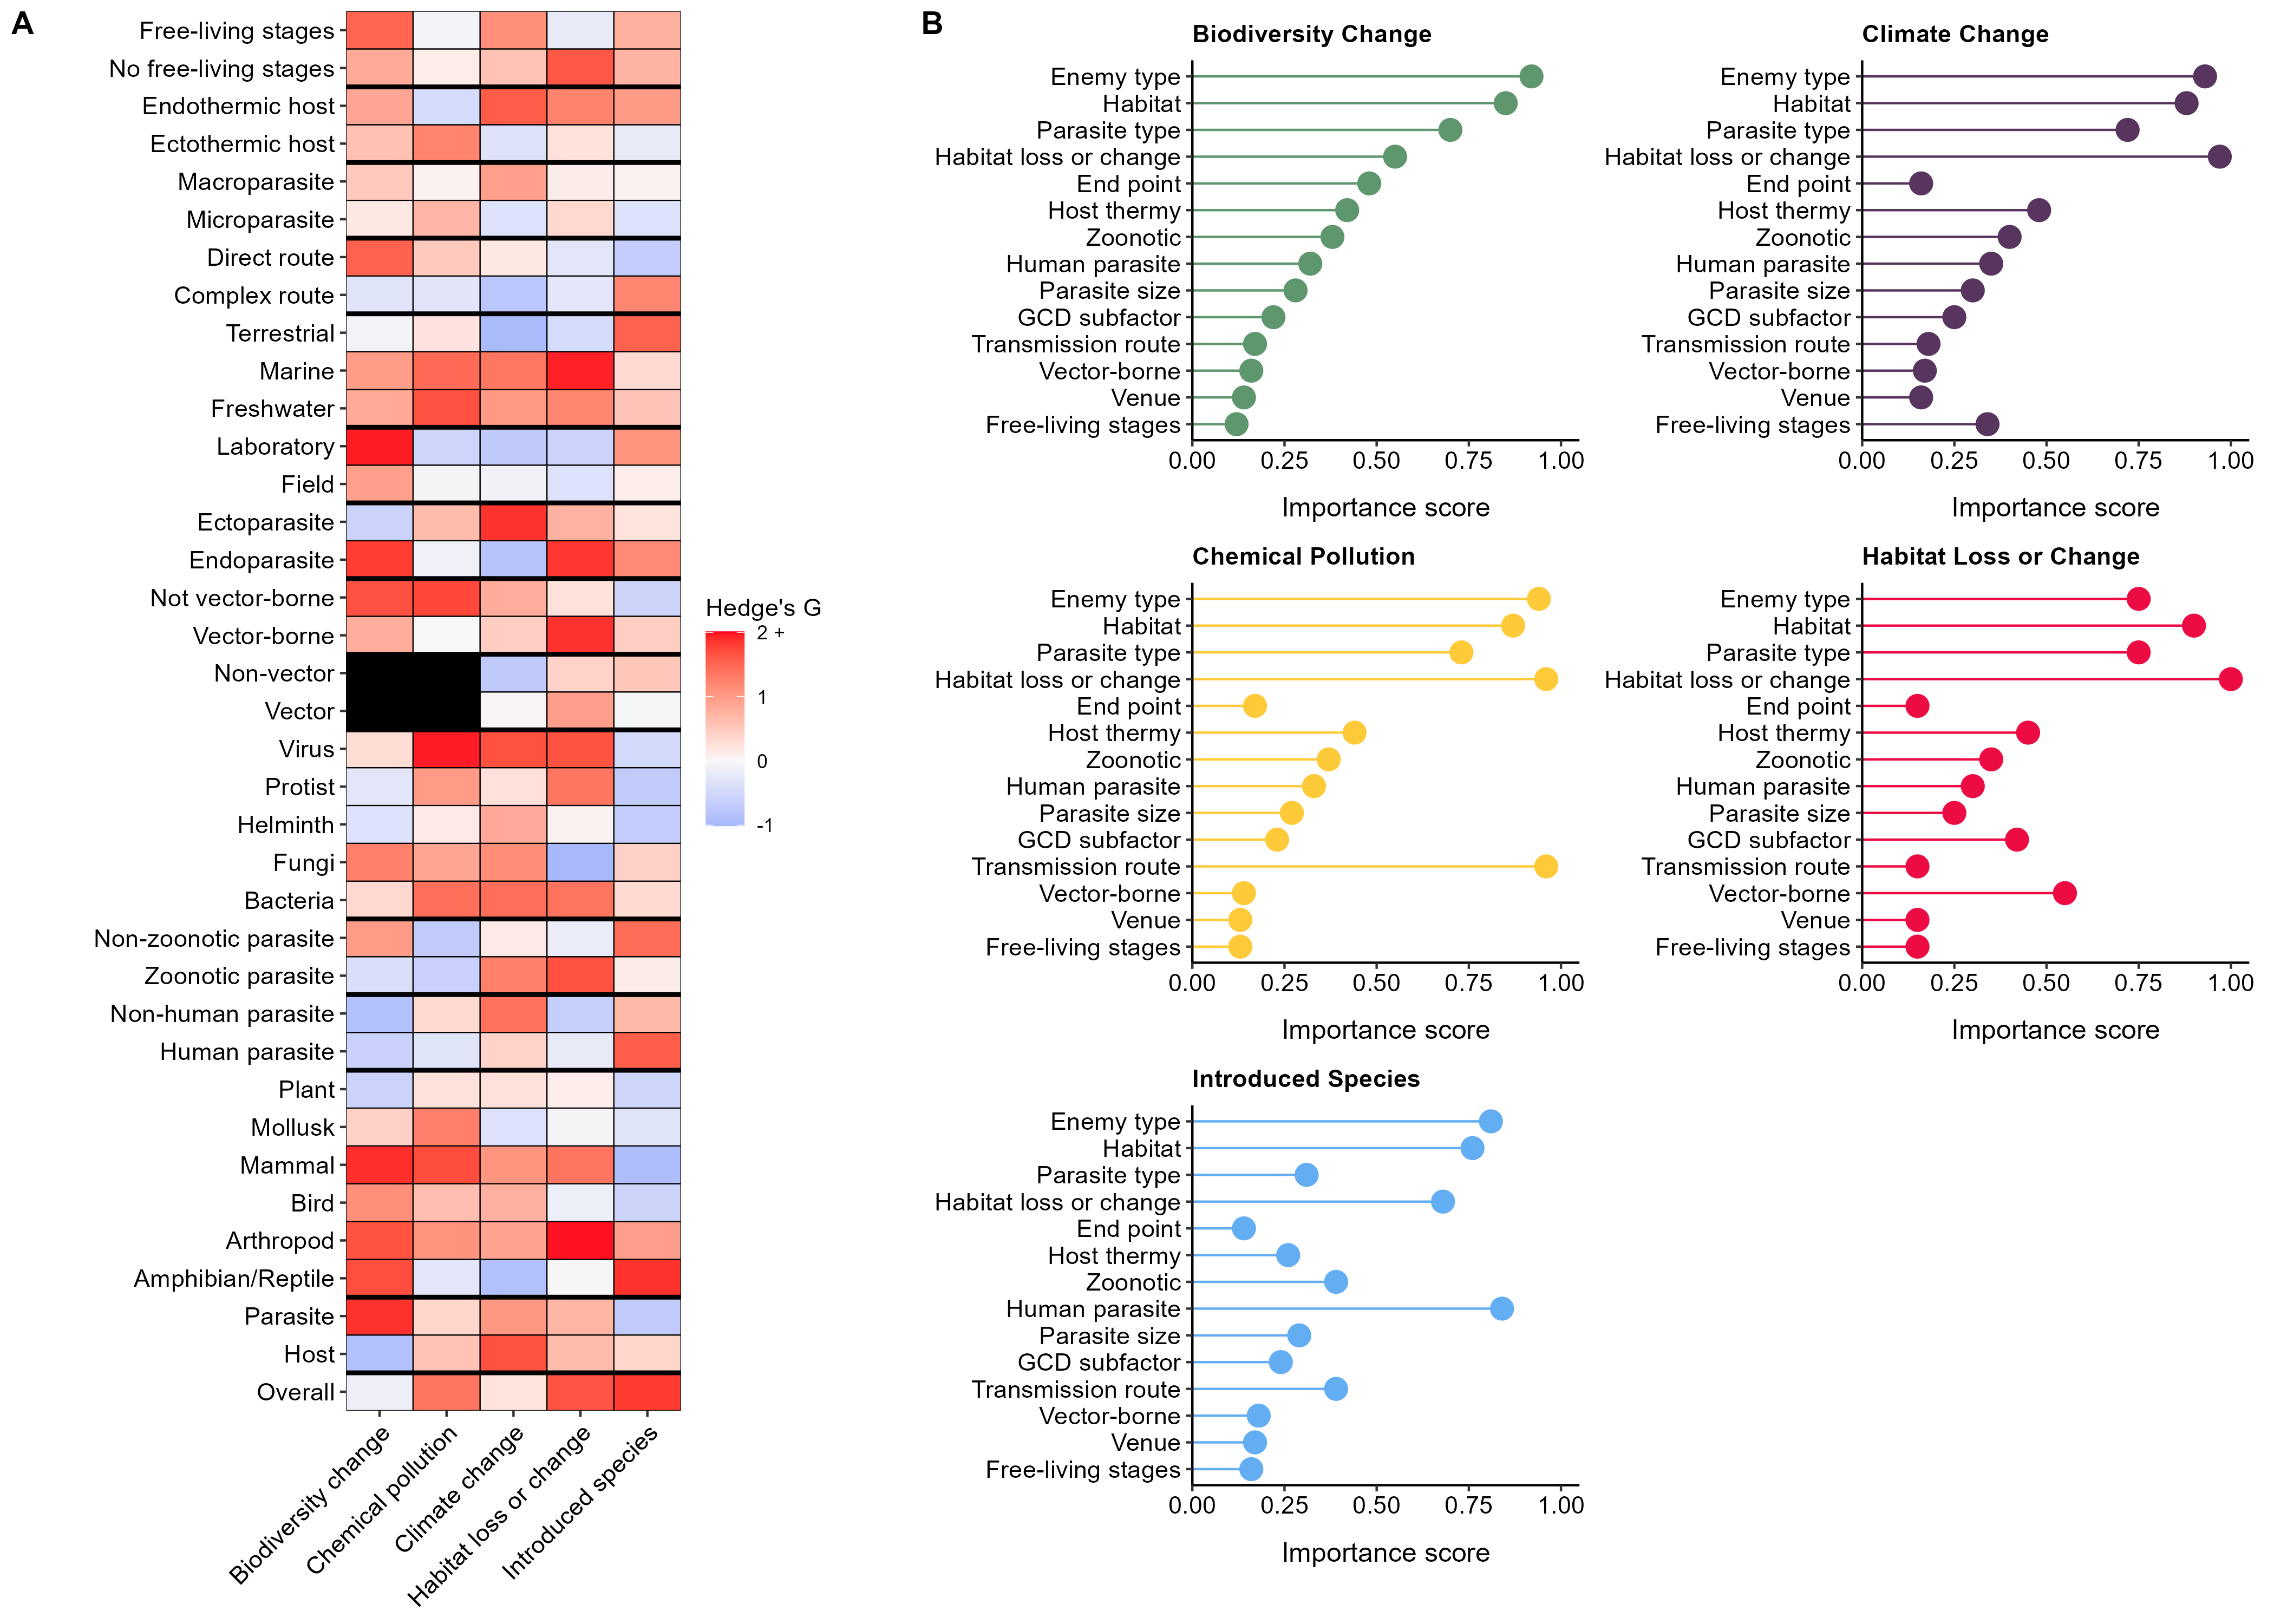 A
Free-living stages
No free-living stages
Endothermic host
Ectothermic host
Macroparasite
Microparasite
Direct route
Complex route
Terrestrial
Marine
Freshwater
Laboratory
Field
Ectoparasite
Endoparasite
Not vector-borne
Vector-borne
Non-vector
Vector
Virus
Protist
Helminth
Fungi
Bacteria
Non-zoonotic parasite
Zoonotic parasite
Non-human parasite
Human parasite
Plant
Mollusk
Mammal
Bird
Arthropod
Amphibian/Reptile
Parasite
Host
Overall
Biodiversity change
Chemical pollution
Climate change
Habitat loss or change
Introduced species
Hedge's G
2 +
1
0
-1
B
Biodiversity Change
Enemy type
Habitat
Parasite type
Habitat loss or change
End point
Host thermy
Zoonotic
Human parasite
Parasite size
GCD subfactor
Transmission route
Vector-borne
Venue
Free-living stages
0.00 0.25 0.50 0.75 1.00
Importance score
Climate Change
Enemy type
Habitat
Parasite type
Habitat loss or change
End point
Host thermy
Zoonotic
Human parasite
Parasite size
GCD subfactor
Transmission route
Vector-borne
Venue
Free-living stages
0.00 0.25 0.50 0.75 1.00
Importance score
Chemical Pollution
Enemy type
Habitat
Parasite type
Habitat loss or change
End point
Host thermy
Zoonotic
Human parasite
Parasite size
GCD subfactor
Transmission route
Vector-borne
Venue
Free-living stages
0.00 0.25 0.50 0.75 1.00
Importance score
Habitat Loss or Change
Enemy type
Habitat
Parasite type
Habitat loss or change
End point
Host thermy
Zoonotic
Human parasite
Parasite size
GCD subfactor
Transmission route
Vector-borne
Venue
Free-living stages
0.00 0.25 0.50 0.75 1.00
Importance score
Introduced Species
Enemy type
Habitat
Parasite type
Habitat loss or change
End point
Host thermy
Zoonotic
Human parasite
Parasite size
GCD subfactor
Transmission route
Vector-borne
Venue
Free-living stages
0.00 0.25 0.50 0.75 1.00
Importance score